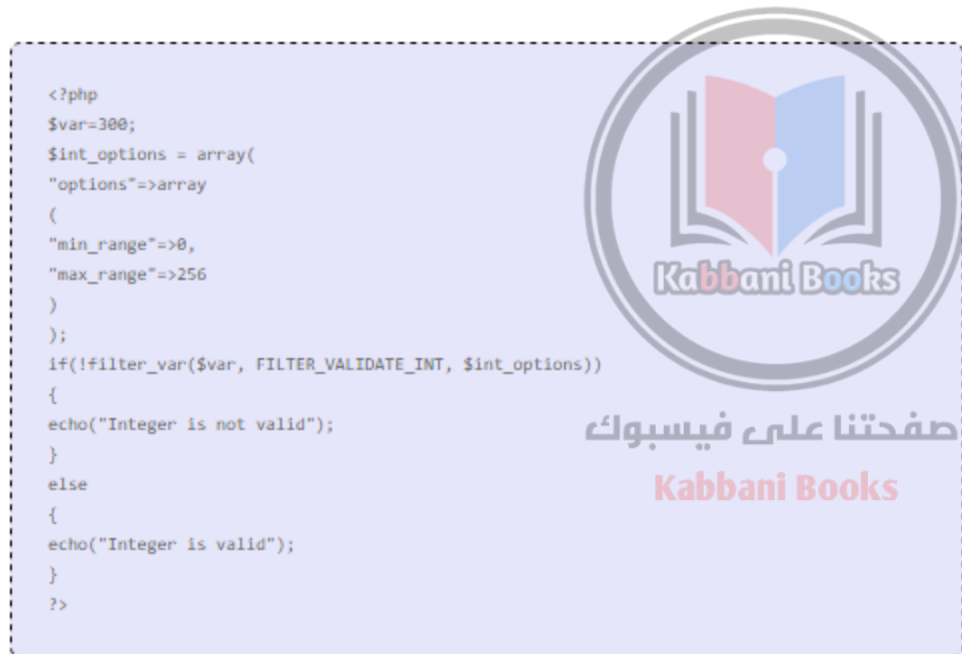 <?php
$var=300;
$int_options = array(
"options"=>array
(
"min_range"=>0,
"max_range"=>256
)
);
if(!filter_var($var, FILTER_VALIDATE_INT, $int_options))
{
echo("Integer is not valid");
}
else
{
echo("Integer is valid");
}
?>
Kabbani Books
صفحتنا على فيسبوك
Kabbani Books